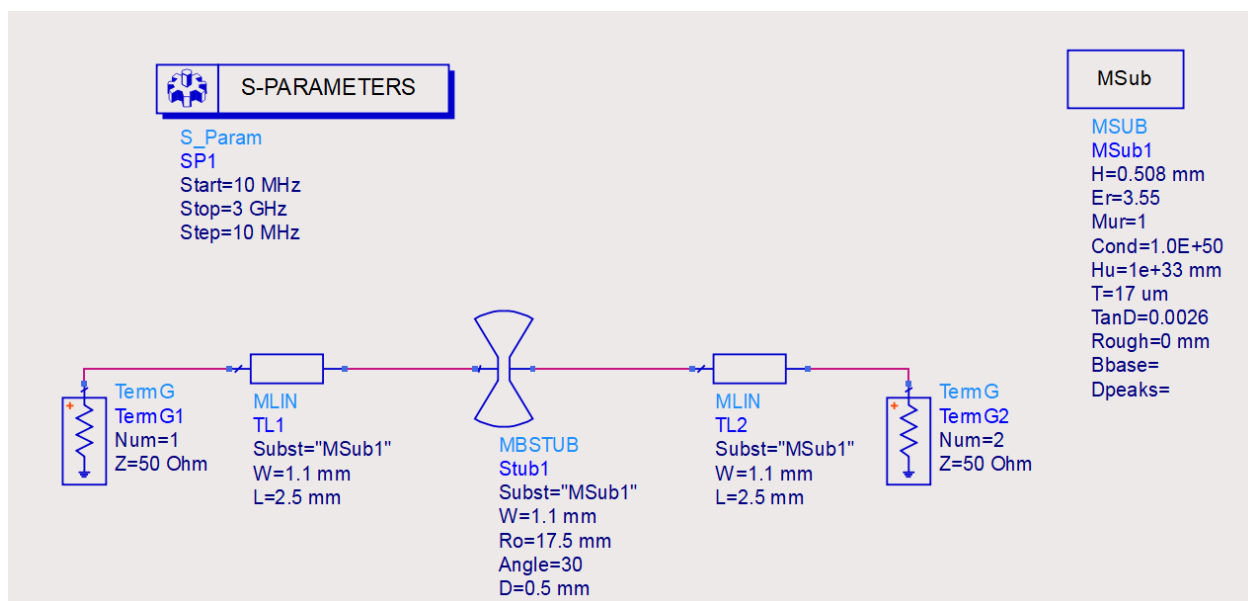 S-PARAMETERS
S_Param
SP1
Start=10 MHz
Stop=3 GHz
Step=10 MHz
MSub
MSUB
MSub1
H=0.508 mm
Er=3.55
Mur=1
Cond=1.0E+50
Hu=1e+33 mm
T=17 um
TanD=0.0026
Rough=0 mm
Bbase=
Dpeaks=
+
TermG
TermG1
Num=1
Z=50 Ohm
MLIN
TL1
Subst="MSub1"
W=1.1 mm
L=2.5 mm
MBSTUB
Stub1
Subst="MSub1"
W=1.1 mm
Ro=17.5 mm
Angle=30
D=0.5 mm
MLIN
TL2
Subst="MSub1"
W=1.1 mm
L=2.5 mm
+
TermG
TermG2
Num=2
Z=50 Ohm